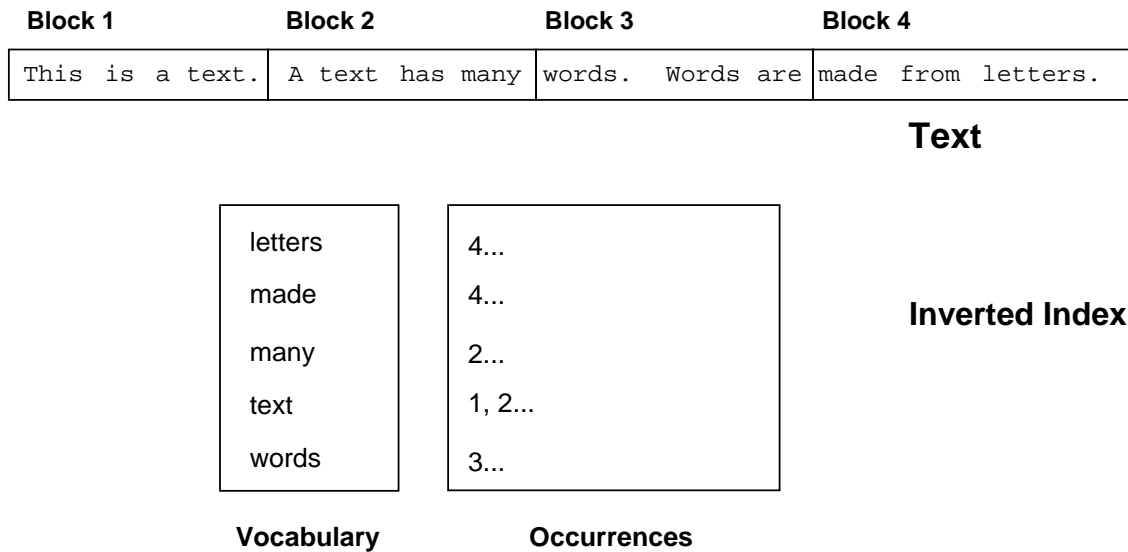 Block 1 Block 2 Block 3 Block 4
This is a text. A text has many words. Words are made from letters.
Text
letters 4...
made 4...
Inverted Index
many 2...
text 1, 2...
words 3...
Vocabulary Occurrences